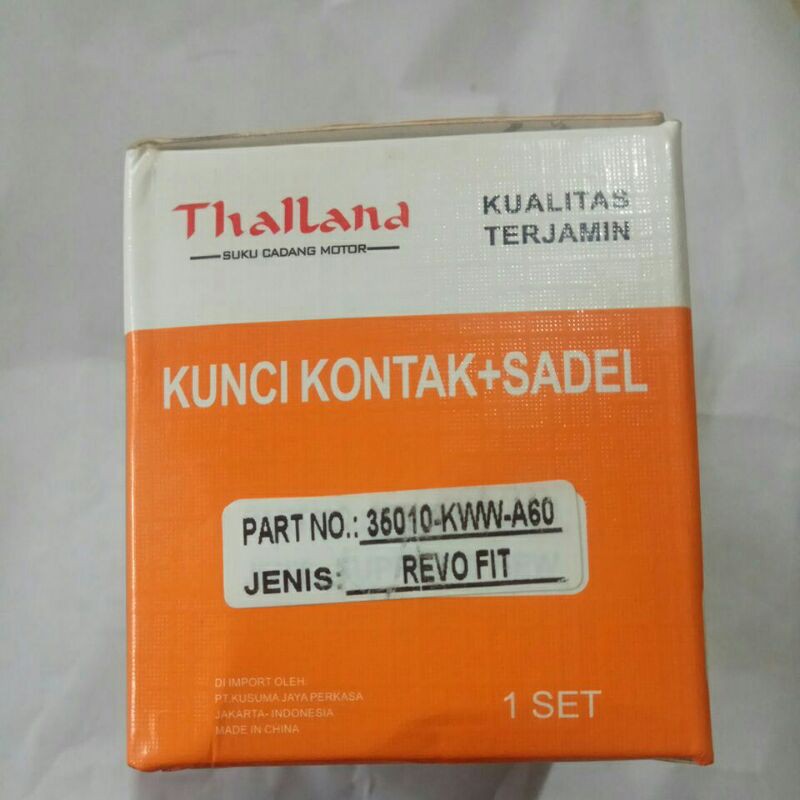 Thailand
SUKU CADANG MOTOR
KUALITAS
TERJAMIN
KUNCI KONTAK+SADEL
PART NO.: 35010-KWW-A60
JENIS: REVO FIT
DI IMPORT OLEH:
PT.KUSUMA JAYA PERKASA
JAKARTA- INDONESIA
MADE IN CHINA
1 SET